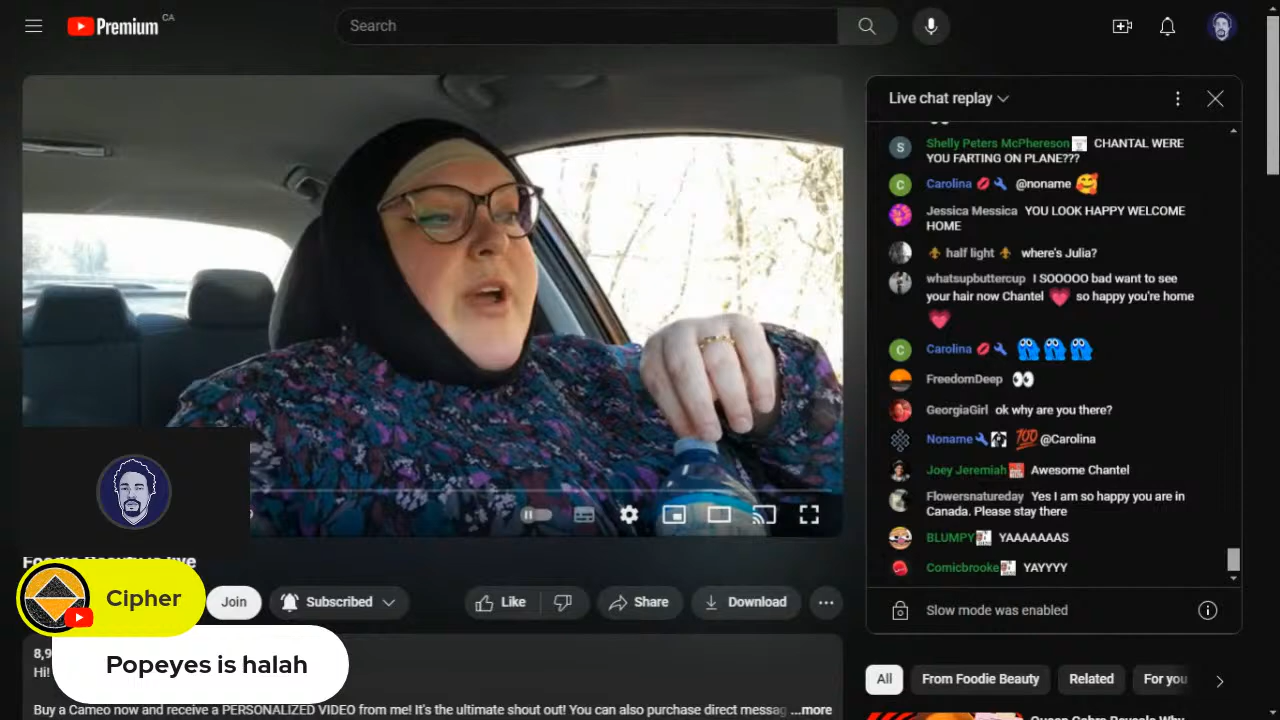 Premium CA
Search
Live chat replay
S
Shelly Peters McPhereson CHANTAL WERE
YOU FARTING ON PLANE???
C
Carolina @noname
Jessica Messica YOU LOOK HAPPY WELCOME
HOME
half light where's Julia?
whatsupbuttercup I SOOOOO bad want to see
your hair now Chantel so happy you're home
C
Carolina
FreedomDeep
GeorgiaGirl ok why are you there?
Noname 100 @Carolina
Joey Jeremiah Awesome Chantel
Flowersnatureday Yes I am so happy you are in
Canada. Please stay there
BLUMPY YAAAAAAAS
Comicbrooke YAYYYY
Slow mode was enabled
Foodie Beauty is live
Cipher
Join
Subscribed
Like
Share
Download
Popeyes is halah
8,9
Hi!
Buy a Cameo now and receive a PERSONALIZED VIDEO from me! It's the ultimate shout out! You can also purchase direct messag ...more
All
From Foodie Beauty
Related
For you